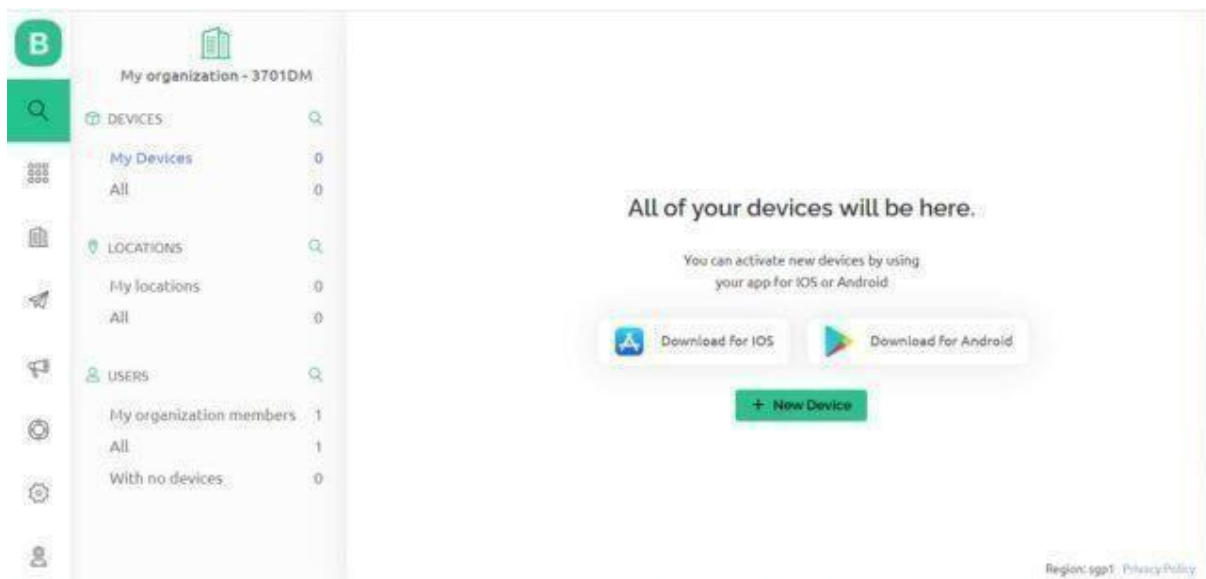 B
My organization - 3701DM
DEVICES
My Devices 0
All 0
LOCATIONS
My locations 0
All 0
USERS
My organization members 1
All 1
With no devices 0
All of your devices will be here.
You can activate new devices by using
your app for IOS or Android
Download for IOS
Download for Android
+ New Device
Region: sgp1 Privacy Policy